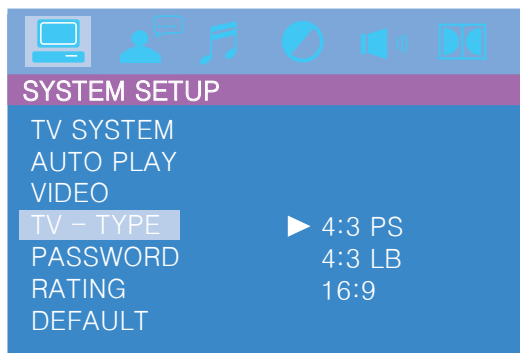 SYSTEM SETUP
TV SYSTEM
AUTO PLAY
VIDEO
TV - TYPE
4:3 PS
PASSWORD
4:3 LB
RATING
16:9
DEFAULT